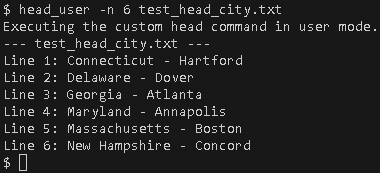 $ head_user -n 6 test_head_city.txt
Executing the custom head command in user mode.
--- test_head_city.txt ---
Line 1: Connecticut - Hartford
Line 2: Delaware - Dover
Line 3: Georgia - Atlanta
Line 4: Maryland - Annapolis
Line 5: Massachusetts - Boston
Line 6: New Hampshire - Concord
$